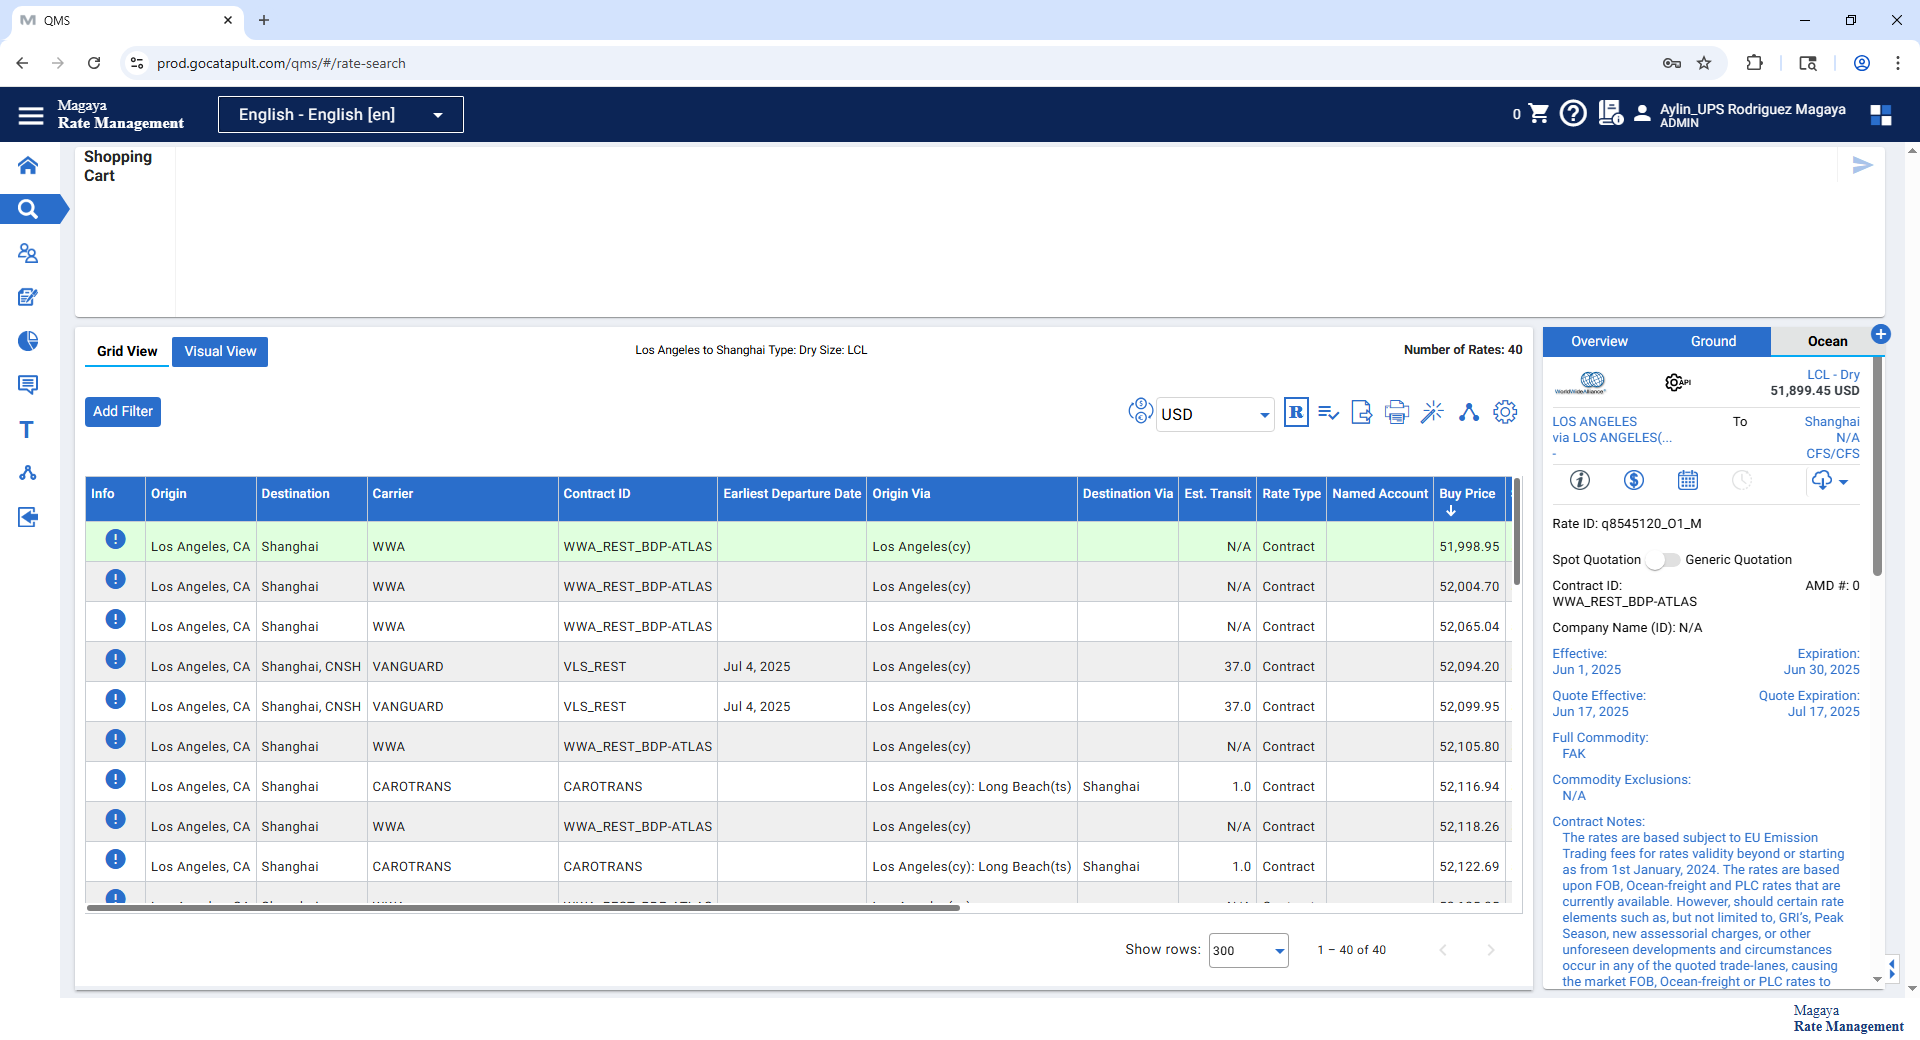 QMS
prod.gocatapult.com/qms/#/rate-search
Magaya
Rate Management
English - English [en]
0
Aylin_UPS Rodriguez Magaya
ADMIN
Shopping
Cart
Grid View
Visual View
Los Angeles to Shanghai Type: Dry Size: LCL
Number of Rates: 40
Add Filter
USD
R
Info Origin Destination Carrier Contract ID Earliest Departure Date Origin Via Destination Via Est. Transit Rate Type Named Account Buy Price
Los Angeles, CA Shanghai WWA WWA_REST_BDP-ATLAS Los Angeles(cy) N/A Contract 51,998.95
Los Angeles, CA Shanghai WWA WWA_REST_BDP-ATLAS Los Angeles(cy) N/A Contract 52,004.70
Los Angeles, CA Shanghai WWA WWA_REST_BDP-ATLAS Los Angeles(cy) N/A Contract 52,065.04
Los Angeles, CA Shanghai, CNSH VANGUARD VLS_REST Jul 4, 2025 Los Angeles(cy) 37.0 Contract 52,094.20
Los Angeles, CA Shanghai, CNSH VANGUARD VLS_REST Jul 4, 2025 Los Angeles(cy) 37.0 Contract 52,099.95
Los Angeles, CA Shanghai WWA WWA_REST_BDP-ATLAS Los Angeles(cy) N/A Contract 52,105.80
Los Angeles, CA Shanghai CAROTRANS CAROTRANS Los Angeles(cy): Long Beach(ts) Shanghai 1.0 Contract 52,116.94
Los Angeles, CA Shanghai WWA WWA_REST_BDP-ATLAS Los Angeles(cy) N/A Contract 52,118.26
Los Angeles, CA Shanghai CAROTRANS CAROTRANS Los Angeles(cy): Long Beach(ts) Shanghai 1.0 Contract 52,122.69
Show rows: 300 1 – 40 of 40
Overview Ground Ocean
WorldWideAlliance
API
LCL - Dry
51,899.45 USD
LOS ANGELES To Shanghai
via LOS ANGELES(... N/A
- CFS/CFS
Rate ID: q8545120_O1_M
Spot Quotation Generic Quotation
Contract ID: AMD #: 0
WWA_REST_BDP-ATLAS
Company Name (ID): N/A
Effective: Expiration:
Jun 1, 2025 Jun 30, 2025
Quote Effective: Quote Expiration:
Jun 17, 2025 Jul 17, 2025
Full Commodity:
FAK
Commodity Exclusions:
N/A
Contract Notes:
The rates are based subject to EU Emission
Trading fees for rates validity beyond or starting
as from 1st January, 2024. The rates are based
upon FOB, Ocean-freight and PLC rates that are
currently available. However, should certain rate
elements such as, but not limited to, GRI's, Peak
Season, new assessorial charges, or other
unforeseen developments and circumstances
occur in any of the quoted trade-lanes, causing
the market FOB, Ocean-freight or PLC rates to
Magaya
Rate Management